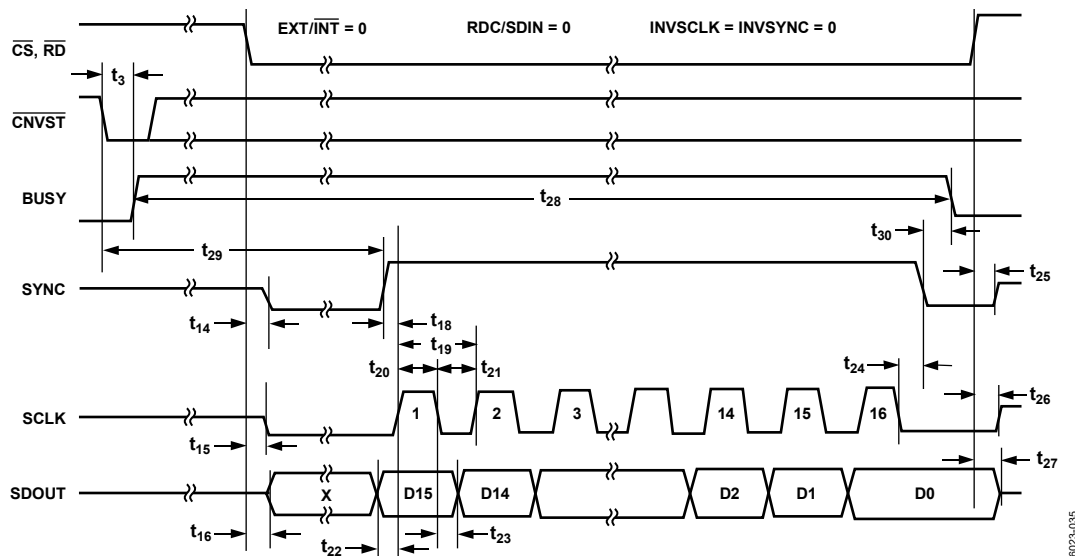 EXT/INT = 0 RDC/SDIN = 0 INVSCLK = INVSYNC = 0
CS, RD
t3
CNVST
BUSY
t28
t30
t29
t25
SYNC
t14
t18
t19
t20
t21
t24
t26
SCLK
1 2 3 14 15 16
t15
t27
SDOUT
X D15 D14 D2 D1 D0
t16
t22
t23
6023-035